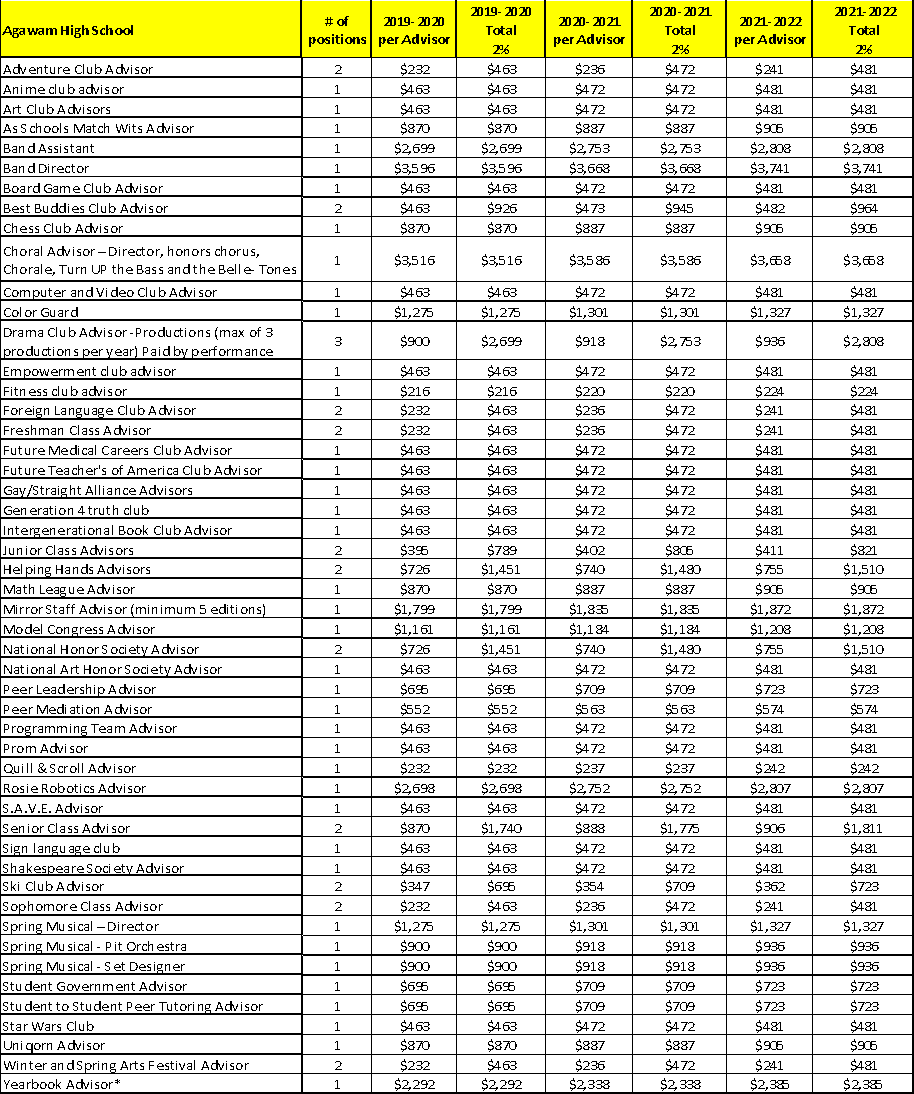 Agawam High School # of positions 2019-2020 per Advisor 2019-2020 Total 2% 2020-2021 per Advisor 2020-2021 Total 2% 2021-2022 per Advisor 2021-2022 Total 2%
Adventure Club Advisor 2 $232 $463 $236 $472 $241 $481
Anime club advisor 1 $463 $463 $472 $472 $481 $481
Art Club Advisors 1 $463 $463 $472 $472 $481 $481
As Schools Match Wits Advisor 1 $870 $870 $887 $887 $905 $905
Band Assistant 1 $2,699 $2,699 $2,753 $2,753 $2,808 $2,808
Band Director 1 $3,596 $3,596 $3,668 $3,668 $3,741 $3,741
Board Game Club Advisor 1 $463 $463 $472 $472 $481 $481
Best Buddies Club Advisor 2 $463 $926 $473 $945 $482 $964
Chess Club Advisor 1 $870 $870 $887 $887 $905 $905
Choral Advisor – Director, honors chorus,
Chorale, Turn UP the Bass and the Belle- Tones 1 $3,516 $3,516 $3,586 $3,586 $3,658 $3,658
Computer and Video Club Advisor 1 $463 $463 $472 $472 $481 $481
Color Guard 1 $1,275 $1,275 $1,301 $1,301 $1,327 $1,327
Drama Club Advisor -Productions (max of 3
productions per year) Paid by performance 3 $900 $2,699 $918 $2,753 $936 $2,808
Empowerment club advisor 1 $463 $463 $472 $472 $481 $481
Fitness club advisor 1 $216 $216 $220 $220 $224 $224
Foreign Language Club Advisor 2 $232 $463 $236 $472 $241 $481
Freshman Class Advisor 2 $232 $463 $236 $472 $241 $481
Future Medical Careers Club Advisor 1 $463 $463 $472 $472 $481 $481
Future Teacher's of America Club Advisor 1 $463 $463 $472 $472 $481 $481
Gay/Straight Alliance Advisors 1 $463 $463 $472 $472 $481 $481
Generation 4 truth club 1 $463 $463 $472 $472 $481 $481
Intergenerational Book Club Advisor 1 $463 $463 $472 $472 $481 $481
Junior Class Advisors 2 $395 $789 $402 $805 $411 $821
Helping Hands Advisors 2 $726 $1,451 $740 $1,480 $755 $1,510
Math League Advisor 1 $870 $870 $887 $887 $905 $905
Mirror Staff Advisor (minimum 5 editions) 1 $1,799 $1,799 $1,835 $1,835 $1,872 $1,872
Model Congress Advisor 1 $1,161 $1,161 $1,184 $1,184 $1,208 $1,208
National Honor Society Advisor 2 $726 $1,451 $740 $1,480 $755 $1,510
National Art Honor Society Advisor 1 $463 $463 $472 $472 $481 $481
Peer Leadership Advisor 1 $695 $695 $709 $709 $723 $723
Peer Mediation Advisor 1 $552 $552 $563 $563 $574 $574
Programming Team Advisor 1 $463 $463 $472 $472 $481 $481
Prom Advisor 1 $463 $463 $472 $472 $481 $481
Quill & Scroll Advisor 1 $232 $232 $237 $237 $242 $242
Rosie Robotics Advisor 1 $2,698 $2,698 $2,752 $2,752 $2,807 $2,807
S.A.V.E. Advisor 1 $463 $463 $472 $472 $481 $481
Senior Class Advisor 2 $870 $1,740 $888 $1,775 $906 $1,811
Sign language club 1 $463 $463 $472 $472 $481 $481
Shakespeare Society Advisor 1 $463 $463 $472 $472 $481 $481
Ski Club Advisor 2 $347 $695 $354 $709 $362 $723
Sophomore Class Advisor 2 $232 $463 $236 $472 $241 $481
Spring Musical – Director 1 $1,275 $1,275 $1,301 $1,301 $1,327 $1,327
Spring Musical - Pit Orchestra 1 $900 $900 $918 $918 $936 $936
Spring Musical - Set Designer 1 $900 $900 $918 $918 $936 $936
Student Government Advisor 1 $695 $695 $709 $709 $723 $723
Student to Student Peer Tutoring Advisor 1 $695 $695 $709 $709 $723 $723
Star Wars Club 1 $463 $463 $472 $472 $481 $481
Uniqorn Advisor 1 $870 $870 $887 $887 $905 $905
Winter and Spring Arts Festival Advisor 2 $232 $463 $236 $472 $241 $481
Yearbook Advisor* 1 $2,292 $2,292 $2,338 $2,338 $2,385 $2,385